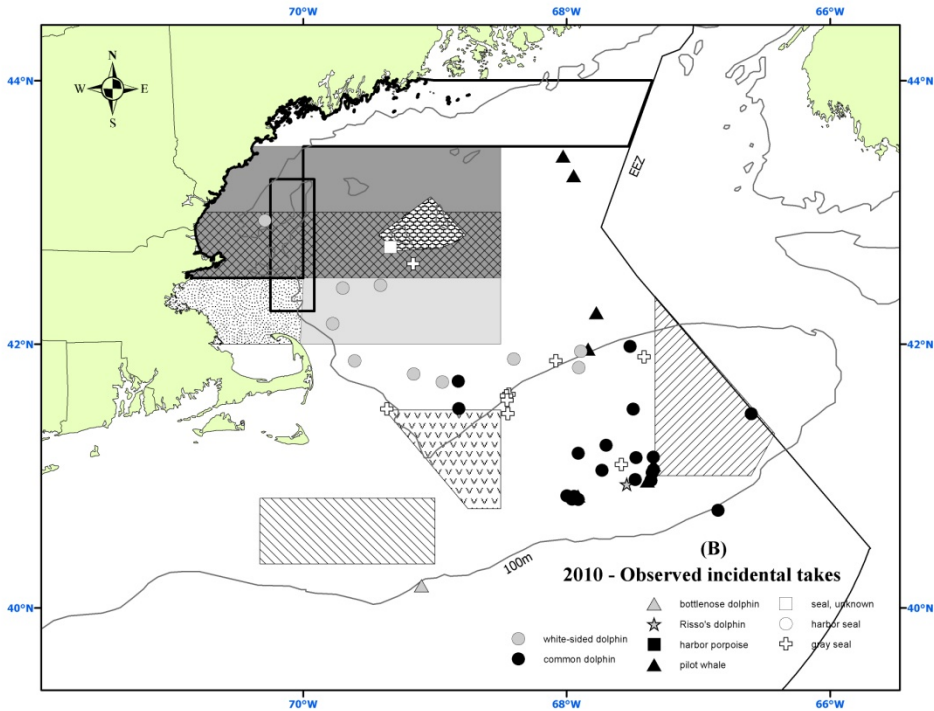 70°W 68°W 66°W
N
W E
S
44°N 44°N
EEZ
42°N 42°N
100m
(B)
2010 - Observed incidental takes
40°N 40°N
bottlenose dolphin seal, unknown
Risso's dolphin harbor seal
white-sided dolphin harbor porpoise gray seal
common dolphin pilot whale
70°W 68°W 66°W